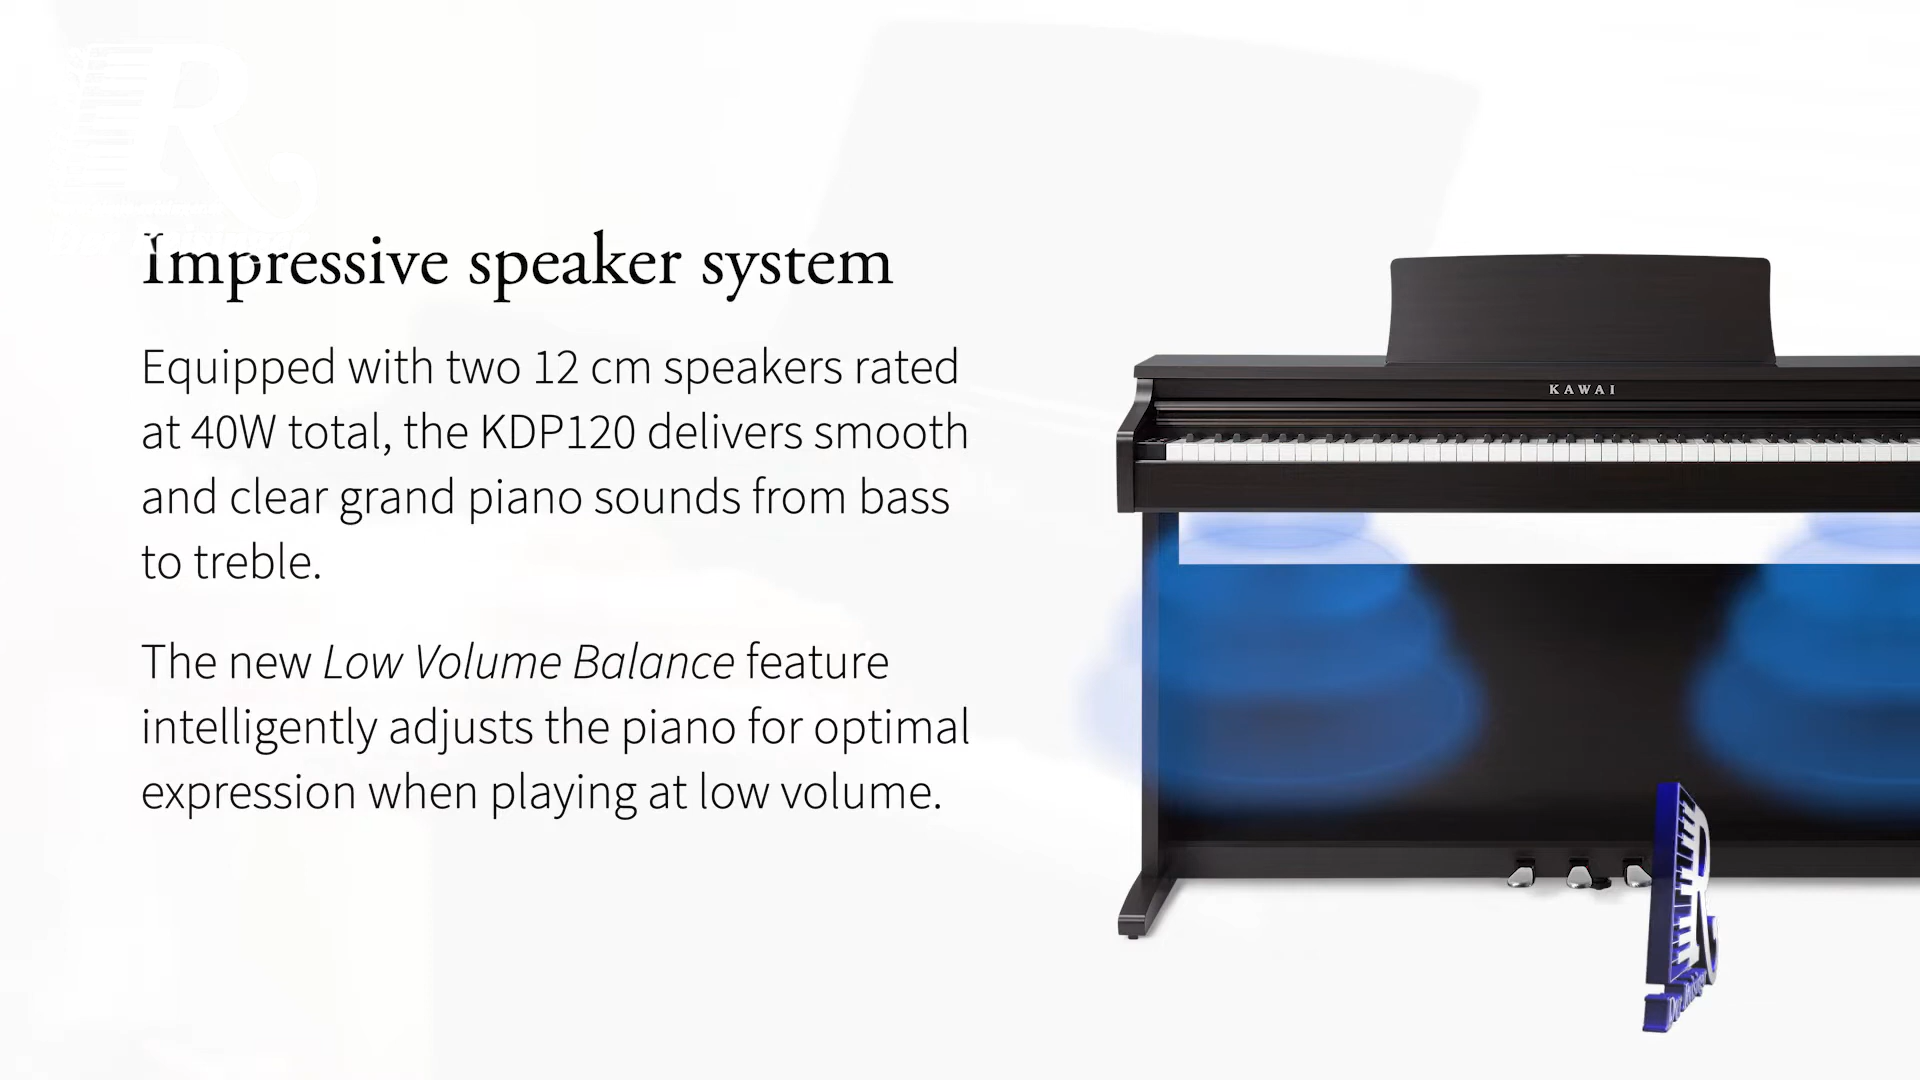 Impressive speaker system
Equipped with two 12 cm speakers rated
at 40W total, the KDP120 delivers smooth
and clear grand piano sounds from bass
to treble.
The new Low Volume Balance feature
intelligently adjusts the piano for optimal
expression when playing at low volume.
KAWAI
R